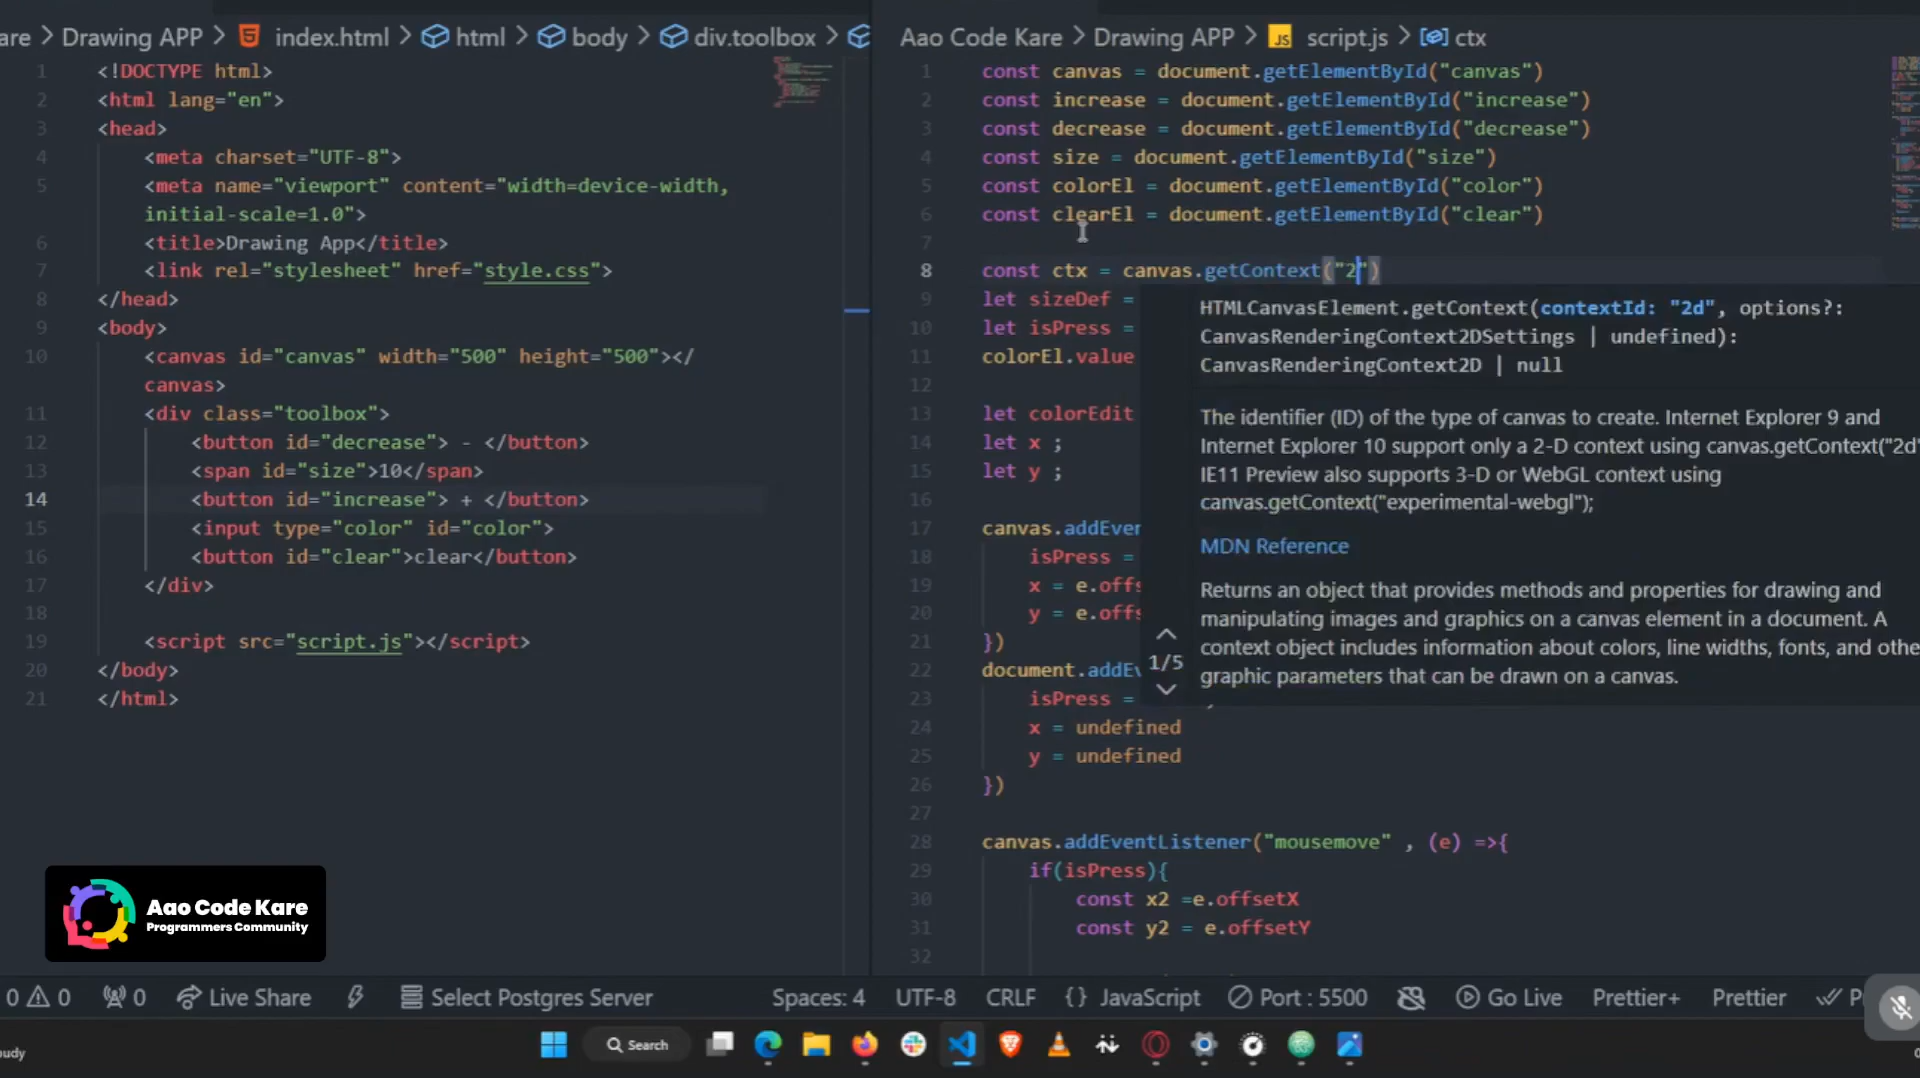 are > Drawing APP > index.html > html > body > div.toolbox >
1 <!DOCTYPE html>
2 <html lang="en">
3 <head>
4 <meta charset="UTF-8">
5 <meta name="viewport" content="width=device-width,
initial-scale=1.0">
6 <title>Drawing App</title>
7 <link rel="stylesheet" href="style.css">
8 </head>
9 <body>
10 <canvas id="canvas" width="500" height="500"></
canvas>
11 <div class="toolbox">
12 <button id="decrease"> - </button>
13 <span id="size">10</span>
14 <button id="increase"> + </button>
15 <input type="color" id="color">
16 <button id="clear">clear</button>
17 </div>
18
19 <script src="script.js"></script>
20 </body>
21 </html>
Aao Code Kare > Drawing APP > JS script.js > ctx
1 const canvas = document.getElementById("canvas")
2 const increase = document.getElementById("increase")
3 const decrease = document.getElementById("decrease")
4 const size = document.getElementById("size")
5 const colorEl = document.getElementById("color")
6 const clearEl = document.getElementById("clear")
7
8 const ctx = canvas.getContext("2")
9 let sizeDef =
10 let isPress =
11 colorEl.value
12
13 let colorEdit
14 let x ;
15 let y ;
16
17 canvas.addEver
18 isPress =
19 x = e.offs
20 y = e.offs
21 })
22 document.addEv
23 isPress =
24 x = undefined
25 y = undefined
26 })
27
28 canvas.addEventListener("mousemove" , (e) =>{
29 if(isPress){
30 const x2 =e.offsetX
31 const y2 = e.offsetY
32
HTMLCanvasElement.getContext(contextId: "2d", options?:
CanvasRenderingContext2DSettings | undefined):
CanvasRenderingContext2D | null
The identifier (ID) of the type of canvas to create. Internet Explorer 9 and
Internet Explorer 10 support only a 2-D context using canvas.getContext("2d"
IE11 Preview also supports 3-D or WebGL context using
canvas.getContext("experimental-webgl");
MDN Reference
Returns an object that provides methods and properties for drawing and
manipulating images and graphics on a canvas element in a document. A
context object includes information about colors, line widths, fonts, and othe
graphic parameters that can be drawn on a canvas.
1/5
Aao Code Kare
Programmers Community
0 0 0 Live Share Select Postgres Server Spaces: 4 UTF-8 CRLF {} JavaScript Port : 5500 Go Live Prettier+ Prettier
Search
oudy